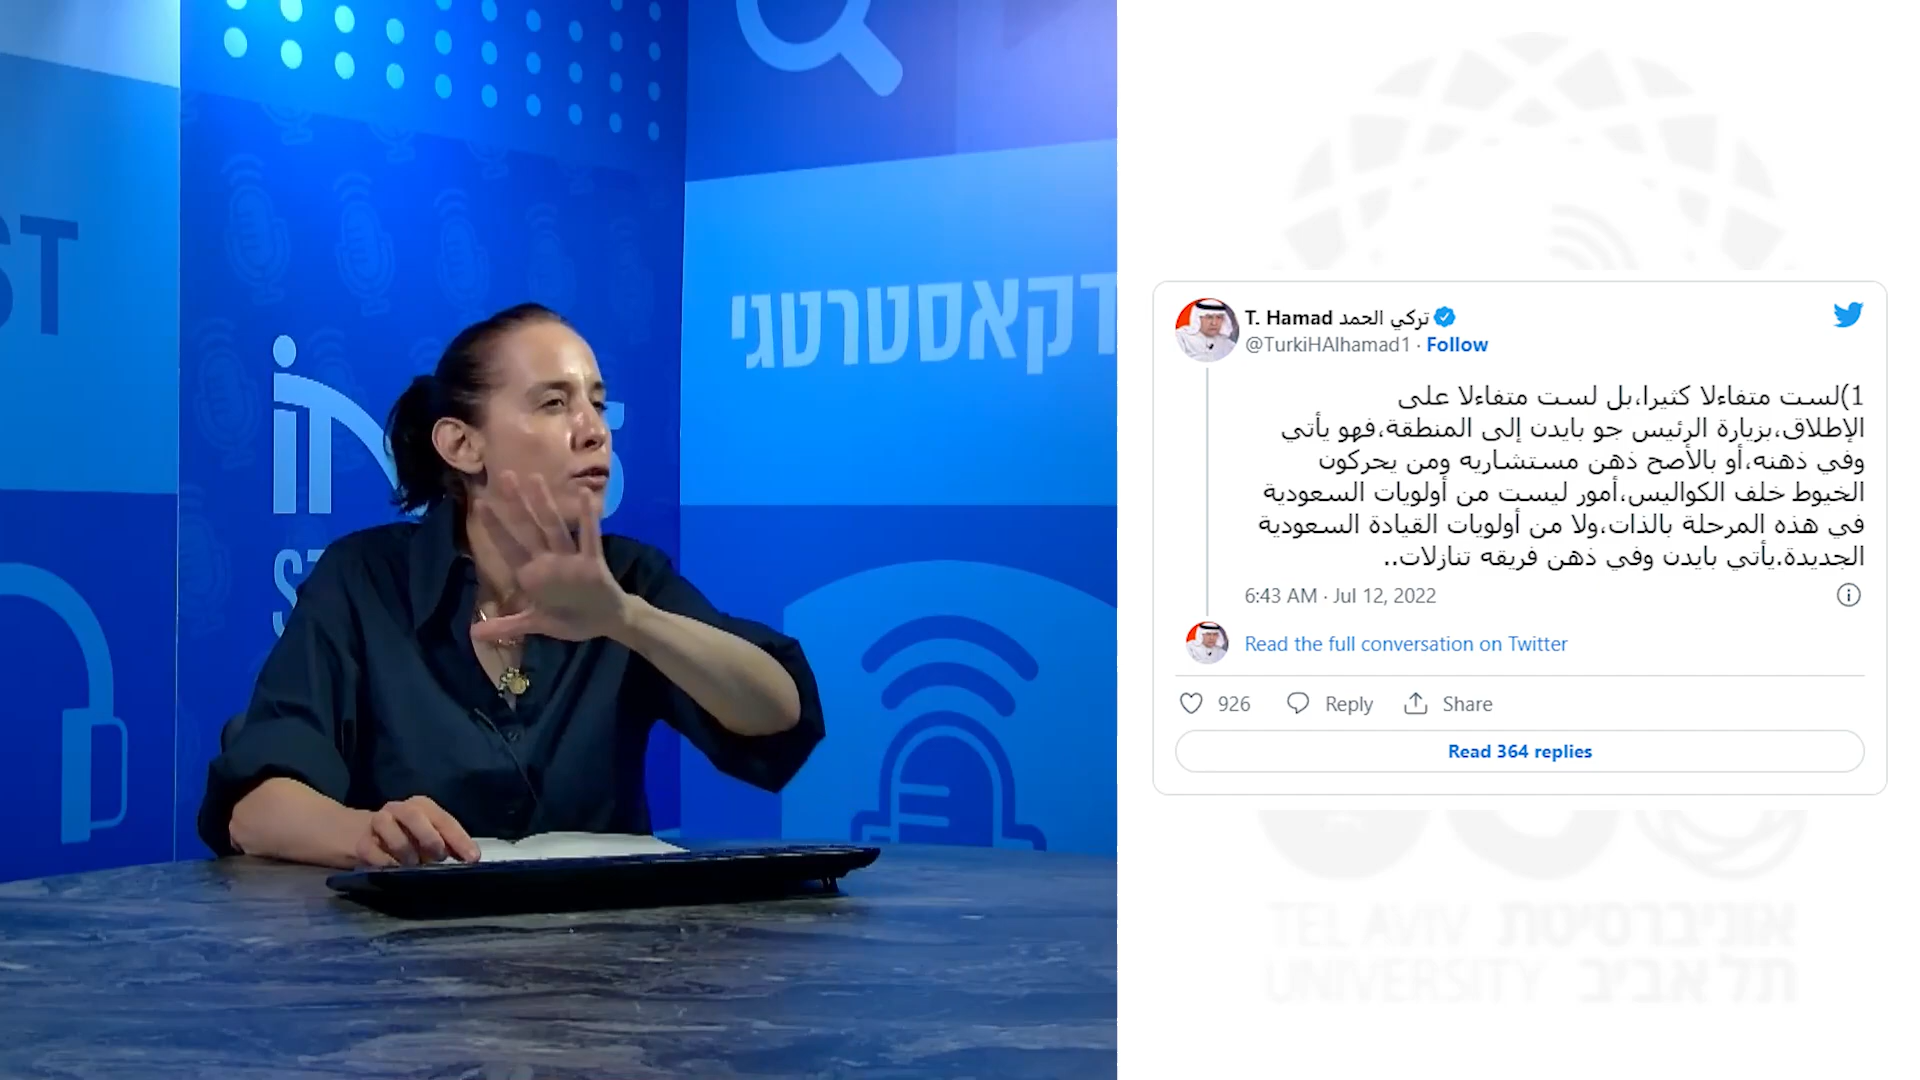 ST
דקאסטרטגי
T. Hamad تركي الحمد
@TurkiHAlhamad1 · Follow
1)لست متفاءلا كثيرا،بل لست متفاءلا على
الإطلاق،بزيارة الرئيس جو بايدن إلى المنطقة،فهو يأتي
وفي ذهنه،أو بالأصح ذهن مستشاريه ومن يحركون
الخيوط خلف الكواليس،أمور ليست من أولويات السعودية
في هذه المرحلة بالذات،ولا من أولويات القيادة السعودية
الجديدة.يأتي بايدن وفي ذهن فريقه تنازلات..
6:43 AM · Jul 12, 2022
Read the full conversation on Twitter
926 Reply Share
Read 364 replies
TEL AVIV אוניברסיטת
UNIVERSITY תל אביב